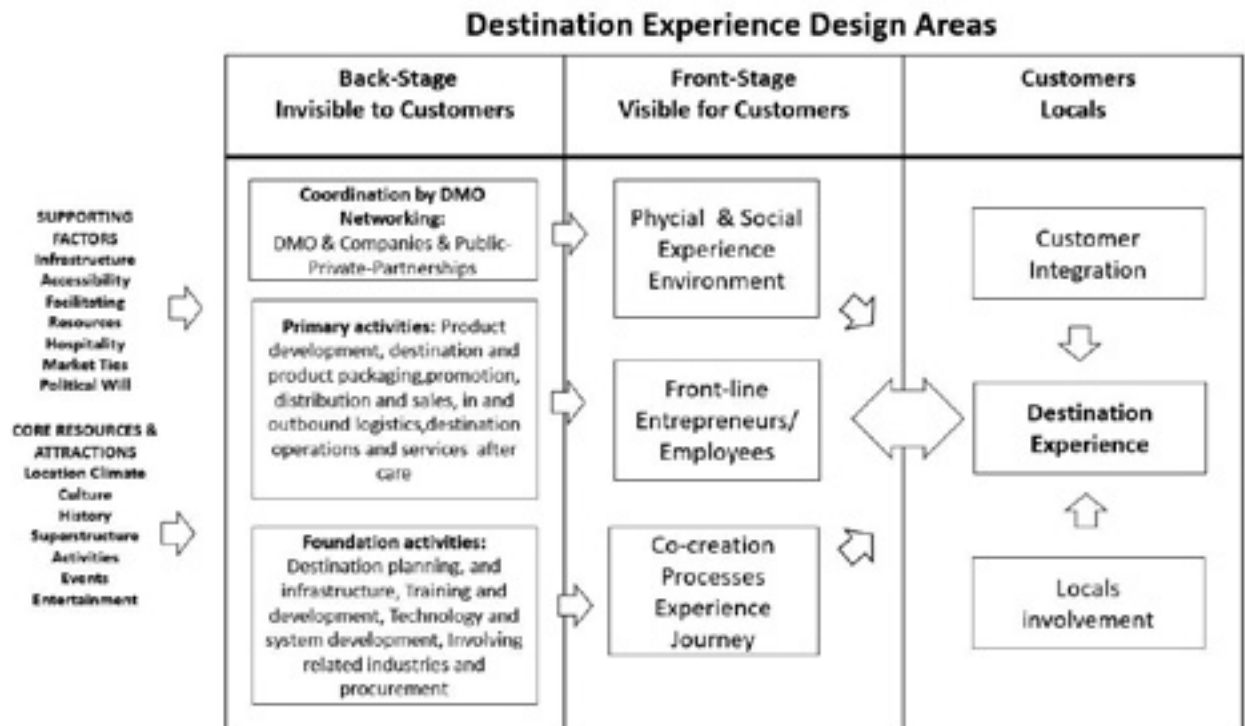 Destination Experience Design Areas
Back-Stage
Invisible to Customers
Front-Stage
Visible for Customers
Customers
Locals
SUPPORTING
FACTORS
Infrastructure
Accessibility
Facilitating
Resources
Hospitality
Market Ties
Political Will
CORE RESOURCES &
ATTRACTIONS
Location Climate
Culture
History
Superstructure
Activities
Events
Entertainment
Coordination by DMO
Networking:
DMO & Companies & Public-
Private-Partnerships
Primary activities: Product
development, destination and
product packaging,promotion,
distribution and sales, in and
outbound logistics,destination
operations and services after
care
Foundation activities:
Destination planning, and
infrastructure, Training and
development, Technology and
system development, Involving
related industries and
procurement
Phycial & Social
Experience
Environment
Front-line
Entrepreneurs/
Employees
Co-creation
Processes
Experience
Journey
Customer
Integration
Destination
Experience
Locals
involvement